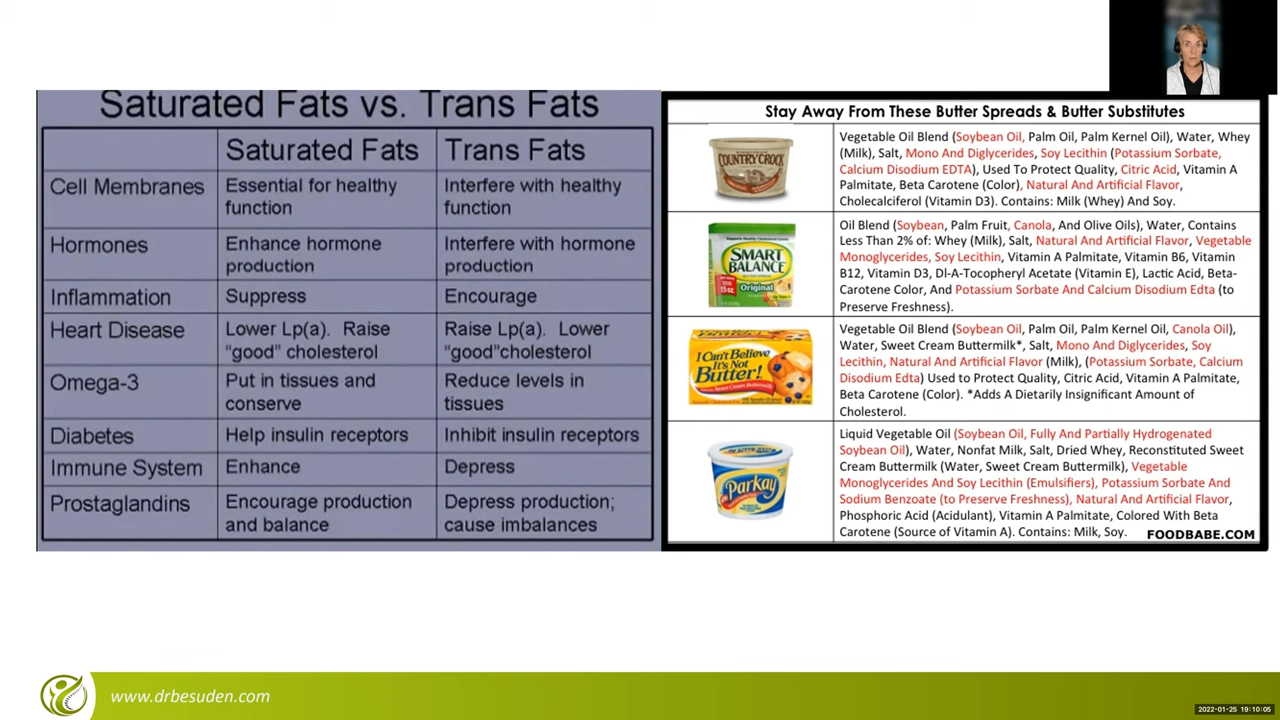 Saturated Fats vs. Trans Fats
Saturated Fats
Trans Fats
Cell Membranes
Essential for healthy
function
Interfere with healthy
function
Hormones
Enhance hormone
production
Interfere with hormone
production
Inflammation
Suppress
Encourage
Heart Disease
Lower Lp(a). Raise
“good” cholesterol
Raise Lp(a). Lower
“good”cholesterol
Omega-3
Put in tissues and
conserve
Reduce levels in
tissues
Diabetes
Help insulin receptors
Inhibit insulin receptors
Immune System
Enhance
Depress
Prostaglandins
Encourage production
and balance
Depress production;
cause imbalances
Stay Away From These Butter Spreads & Butter Substitutes
COUNTRY CROCK
Vegetable Oil Blend (Soybean Oil, Palm Oil, Palm Kernel Oil), Water, Whey
(Milk), Salt, Mono And Diglycerides, Soy Lecithin (Potassium Sorbate,
Calcium Disodium EDTA), Used To Protect Quality, Citric Acid, Vitamin A
Palmitate, Beta Carotene (Color), Natural And Artificial Flavor,
Cholecalciferol (Vitamin D3). Contains: Milk (Whey) And Soy.
SMART
BALANCE
Original
Oil Blend (Soybean, Palm Fruit, Canola, And Olive Oils), Water, Contains
Less Than 2% of: Whey (Milk), Salt, Natural And Artificial Flavor, Vegetable
Monoglycerides, Soy Lecithin, Vitamin A Palmitate, Vitamin B6, Vitamin
B12, Vitamin D3, Dl-A-Tocopheryl Acetate (Vitamin E), Lactic Acid, Beta-
Carotene Color, And Potassium Sorbate And Calcium Disodium Edta (to
Preserve Freshness).
I Can't Believe
It's Not
Butter!
Vegetable Oil Blend (Soybean Oil, Palm Oil, Palm Kernel Oil, Canola Oil),
Water, Sweet Cream Buttermilk*, Salt, Mono And Diglycerides, Soy
Lecithin, Natural And Artificial Flavor (Milk), (Potassium Sorbate, Calcium
Disodium Edta) Used to Protect Quality, Citric Acid, Vitamin A Palmitate,
Beta Carotene (Color). *Adds A Dietarily Insignificant Amount of
Cholesterol.
Parkay
Liquid Vegetable Oil (Soybean Oil, Fully And Partially Hydrogenated
Soybean Oil), Water, Nonfat Milk, Salt, Dried Whey, Reconstituted Sweet
Cream Buttermilk (Water, Sweet Cream Buttermilk), Vegetable
Monoglycerides And Soy Lecithin (Emulsifiers), Potassium Sorbate And
Sodium Benzoate (to Preserve Freshness), Natural And Artificial Flavor,
Phosphoric Acid (Acidulant), Vitamin A Palmitate, Colored With Beta
Carotene (Source of Vitamin A). Contains: Milk, Soy.
FOODBABE.COM
www.drbesuden.com
2022-01-25 19:10:05